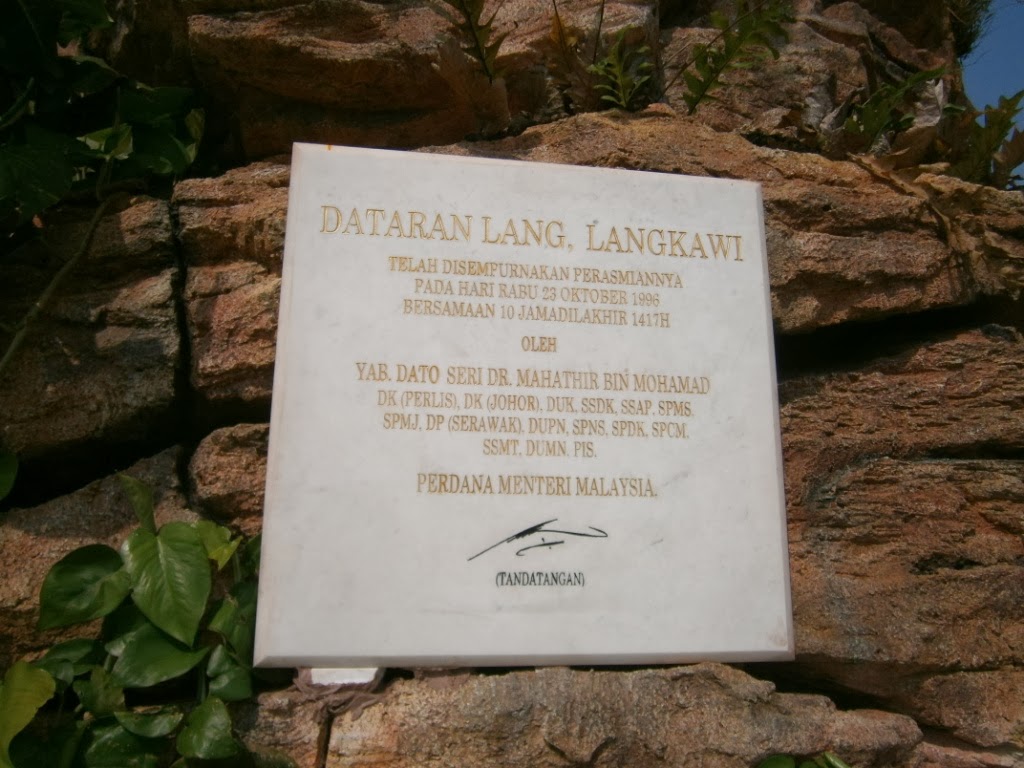 DATARAN LANG, LANGKAWI
TELAH DISEMPURNAKAN PERASMIANNYA
PADA HARI RABU 23 OKTOBER 1996
BERSAMAAN 10 JAMADILAKHIR 1417H
OLEH
YAB. DATO SERI DR. MAHATHIR BIN MOHAMAD
DK (PERLIS), DK (JOHOR), DUK, SSDK, SSAP, SPMS,
SPMJ, DP (SERAWAK), DUPN, SPNS, SPDK, SPCM,
SSMT, DUMN. PIS.
PERDANA MENTERI MALAYSIA.
(TANDATANGAN)